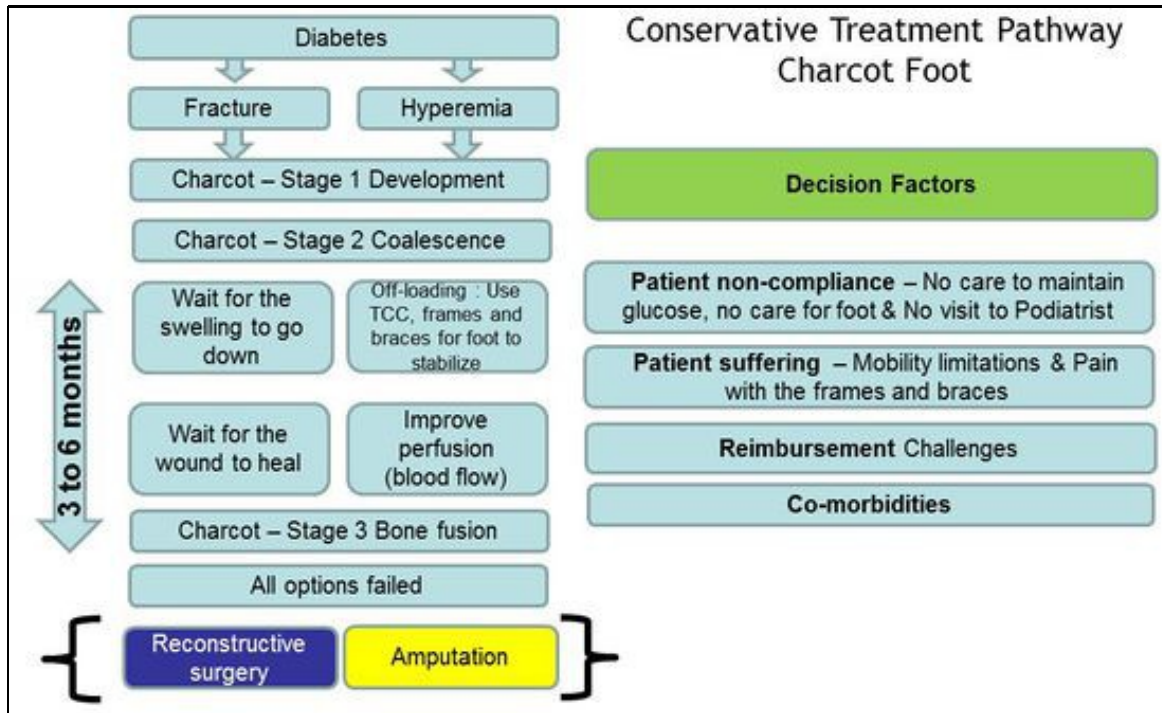 Conservative Treatment Pathway
Charcot Foot
Diabetes
Fracture
Hyperemia
Charcot – Stage 1 Development
Charcot – Stage 2 Coalescence
3 to 6 months
Wait for the
swelling to go
down
Off-loading : Use
TCC, frames and
braces for foot to
stabilize
Wait for the
wound to heal
Improve
perfusion
(blood flow)
Charcot – Stage 3 Bone fusion
All options failed
Reconstructive
surgery
Amputation
Decision Factors
Patient non-compliance – No care to maintain
glucose, no care for foot & No visit to Podiatrist
Patient suffering – Mobility limitations & Pain
with the frames and braces
Reimbursement Challenges
Co-morbidities